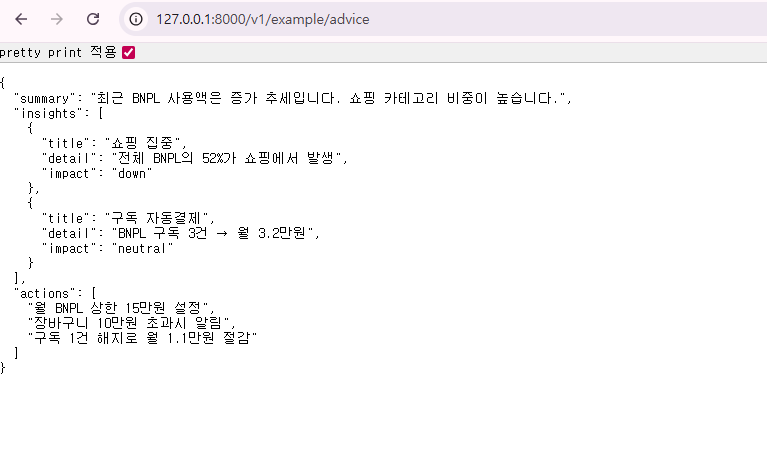 127.0.0.1:8000/v1/example/advice
pretty print 적용
{
  "summary": "최근 BNPL 사용액은 증가 추세입니다. 쇼핑 카테고리 비중이 높습니다.",
  "insights": [
    {
      "title": "쇼핑 집중",
      "detail": "전체 BNPL의 52%가 쇼핑에서 발생",
      "impact": "down"
    },
    {
      "title": "구독 자동결제",
      "detail": "BNPL 구독 3건 → 월 3.2만원",
      "impact": "neutral"
    }
  ],
  "actions": [
    "월 BNPL 상한 15만원 설정",
    "장바구니 10만원 초과시 알림",
    "구독 1건 해지로 월 1.1만원 절감"
  ]
}